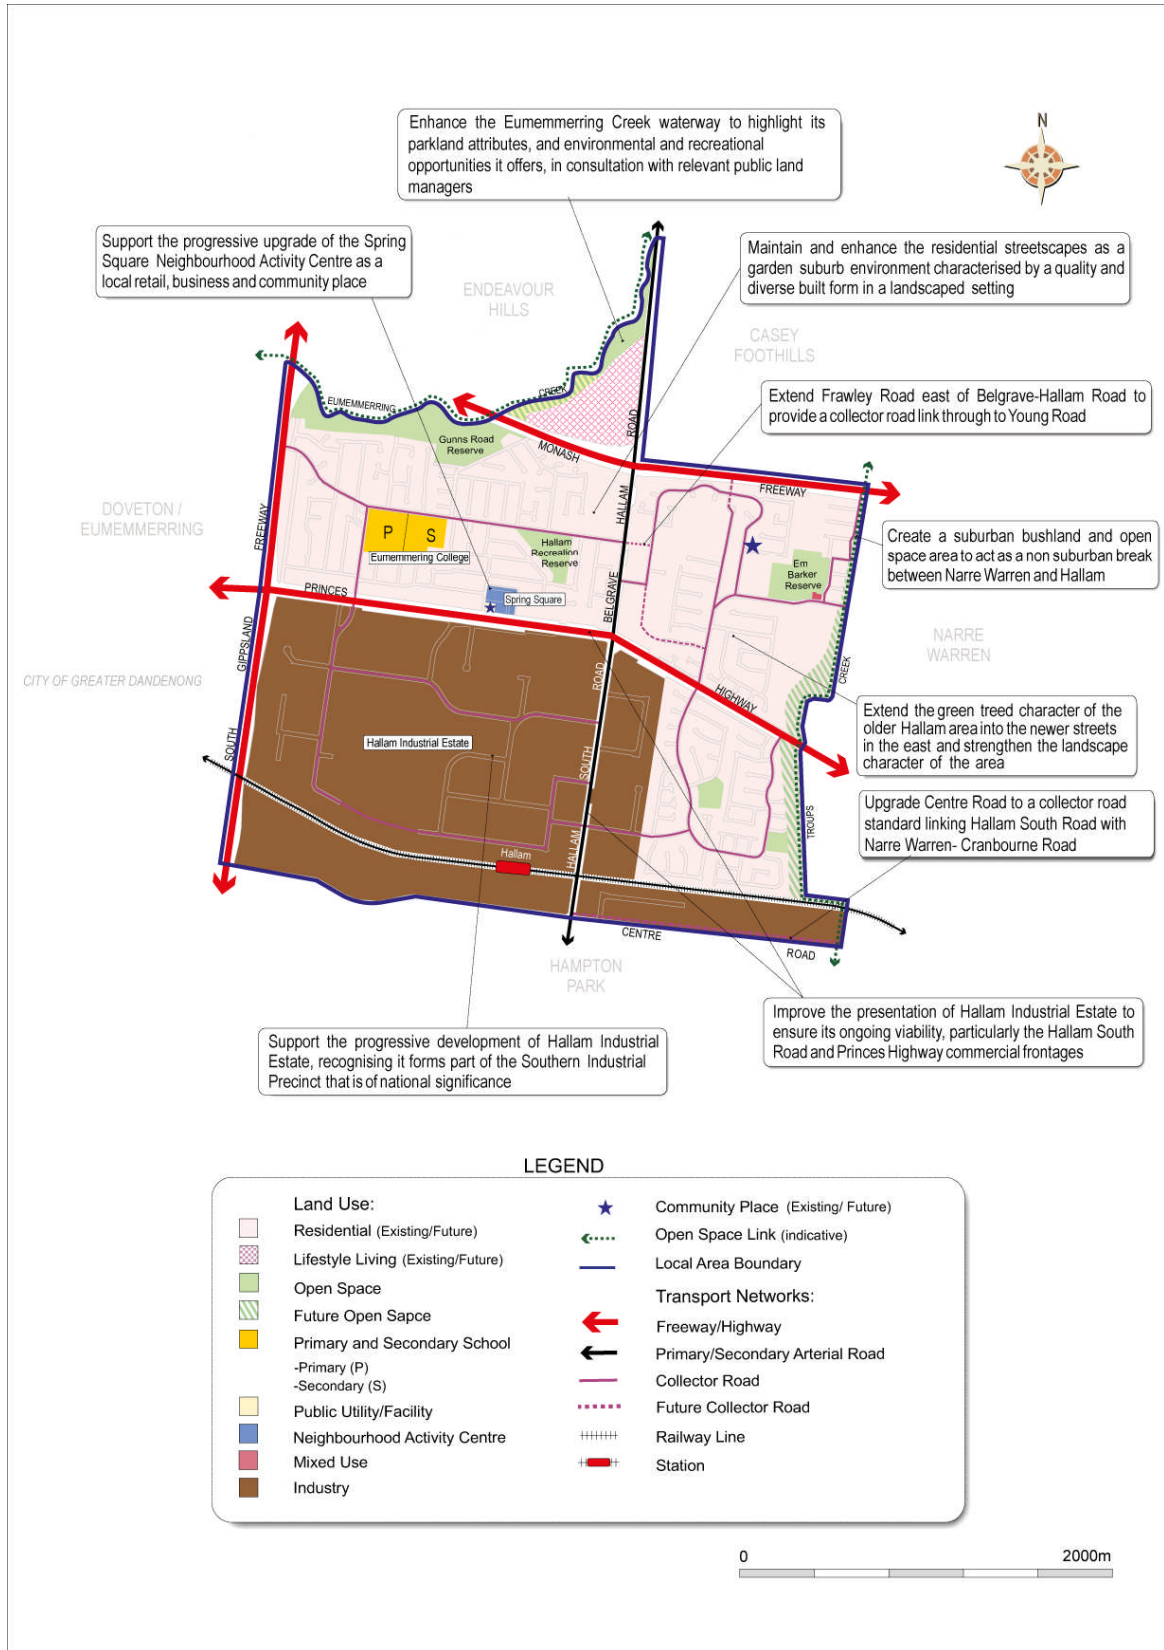 N
Enhance the Eumemmerring Creek waterway to highlight its
parkland attributes, and environmental and recreational
opportunities it offers, in consultation with relevant public land
managers
Support the progressive upgrade of the Spring
Square Neighbourhood Activity Centre as a
local retail, business and community place
Maintain and enhance the residential streetscapes as a
garden suburb environment characterised by a quality and
diverse built form in a landscaped setting
ENDEAVOUR
HILLS
CASEY
FOOTHILLS
Extend Frawley Road east of Belgrave-Hallam Road to
provide a collector road link through to Young Road
EUMEMMERRING
CREEK
Gunns Road
Reserve
MONASH
FREEWAY
ROAD
HALLAM
BELGRAVE
DOVETON /
EUMEMMERRING
FREEWAY
P S
Eumemmering College
Hallam
Recreation
Reserve
Em
Barker
Reserve
Create a suburban bushland and open
space area to act as a non suburban break
between Narre Warren and Hallam
PRINCES
Spring Square
HIGHWAY
NARRE
WARREN
CREEK
TROUPS
CITY OF GREATER DANDENONG
GIPPSLAND
SOUTH
ROAD
SOUTH
HALLAM
Hallam Industrial Estate
Extend the green treed character of the
older Hallam area into the newer streets
in the east and strengthen the landscape
character of the area
Upgrade Centre Road to a collector road
standard linking Hallam South Road with
Narre Warren- Cranbourne Road
Hallam
CENTRE
ROAD
HAMPTON
PARK
Support the progressive development of Hallam Industrial
Estate, recognising it forms part of the Southern Industrial
Precinct that is of national significance
Improve the presentation of Hallam Industrial Estate to
ensure its ongoing viability, particularly the Hallam South
Road and Princes Highway commercial frontages
LEGEND
Land Use:
Residential (Existing/Future)
Lifestyle Living (Existing/Future)
Open Space
Future Open Sapce
Primary and Secondary School
-Primary (P)
-Secondary (S)
Public Utility/Facility
Neighbourhood Activity Centre
Mixed Use
Industry
Community Place (Existing/ Future)
Open Space Link (indicative)
Local Area Boundary
Transport Networks:
Freeway/Highway
Primary/Secondary Arterial Road
Collector Road
Future Collector Road
Railway Line
Station
0 2000m